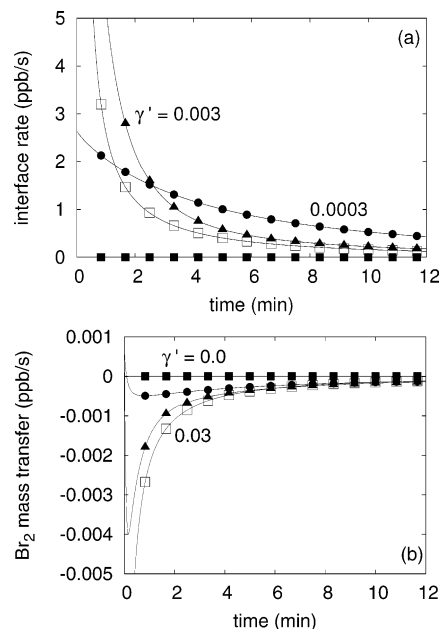 5
(a)
4
γ' = 0.003
3
2
0.0003
1
0
0 2 4 6 8 10 12
interface rate (ppb/s)
time (min)
0.001
γ' = 0.0
0
-0.001
0.03
-0.002
-0.003
-0.004
-0.005
(b)
0 2 4 6 8 10 12
Br2 mass transfer (ppb/s)
time (min)